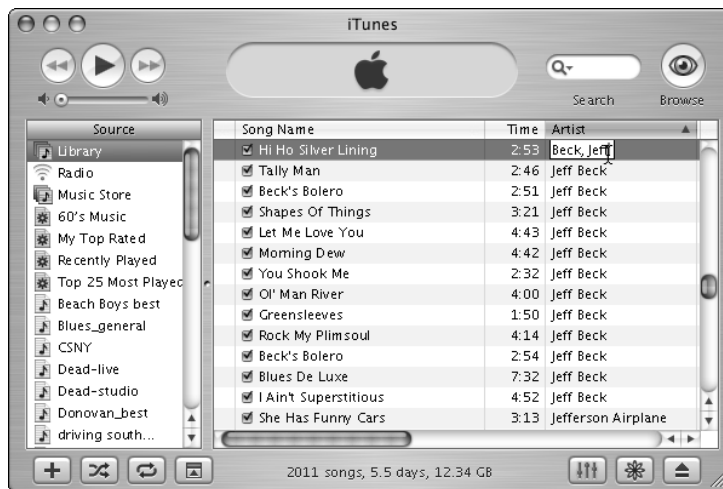 iTunes
Search
Browse
Source
Library
Radio
Music Store
60's Music
My Top Rated
Recently Played
Top 25 Most Played
Beach Boys best
Blues_general
CSNY
Dead-live
Dead-studio
Donovan_best
driving south...
Song Name Time Artist
Hi Ho Silver Lining 2:53 Beck, Jeff
Tally Man 2:46 Jeff Beck
Beck's Bolero 2:51 Jeff Beck
Shapes Of Things 3:21 Jeff Beck
Let Me Love You 4:43 Jeff Beck
Morning Dew 4:42 Jeff Beck
You Shook Me 2:32 Jeff Beck
Ol' Man River 4:00 Jeff Beck
Greensleeves 1:50 Jeff Beck
Rock My Plimsoul 4:14 Jeff Beck
Beck's Bolero 2:54 Jeff Beck
Blues De Luxe 7:32 Jeff Beck
I Ain't Superstitious 4:52 Jeff Beck
She Has Funny Cars 3:13 Jefferson Airplane
2011 songs, 5.5 days, 12.34 GB